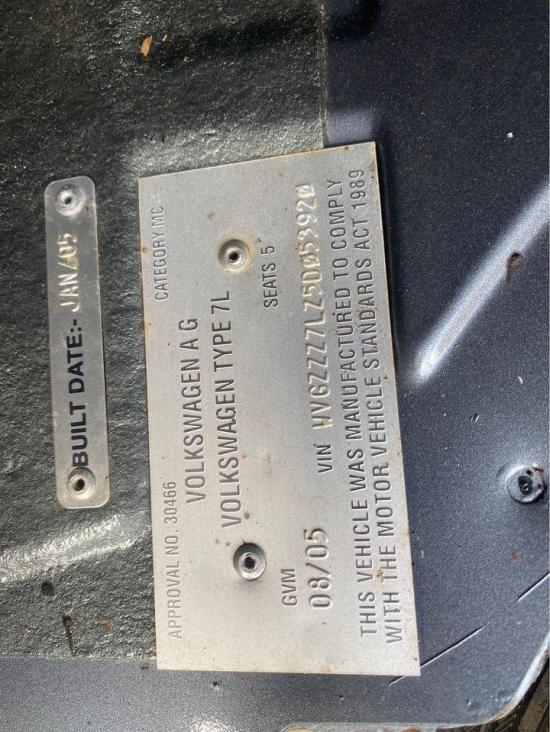 BUILT DATE:- JAN/05
APPROVAL NO. 30466 CATEGORY MC
VOLKSWAGEN A G
VOLKSWAGEN TYPE 7L
SEATS 5
GVM
08/05 VIN WVGZZZ7LZ5D053920
THIS VEHICLE WAS MANUFACTURED TO COMPLY
WITH THE MOTOR VEHICLE STANDARDS ACT 1989